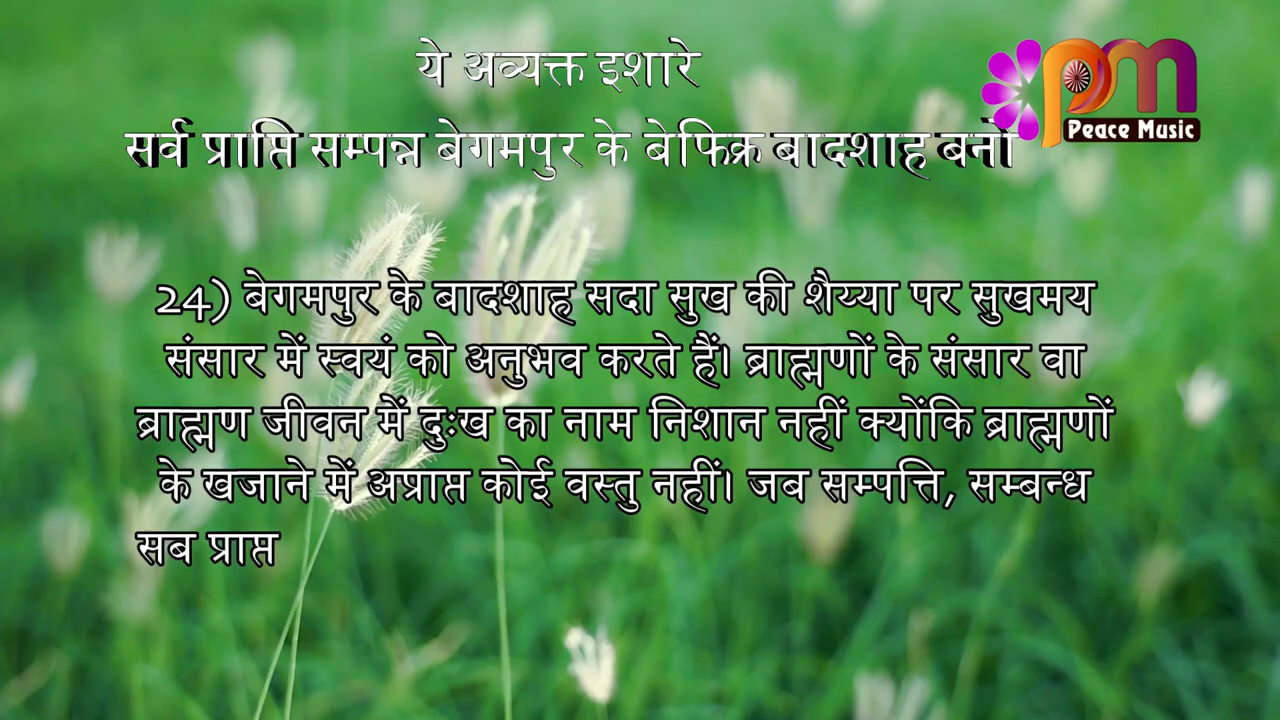 ये अव्यक्त इशारे
सर्व प्राप्ति सम्पन्न बेगमपुर के बेफिक्र बादशाह बनो
pm
Peace Music
24) बेगमपुर के बादशाह सदा सुख की शैय्या पर सुखमय
संसार में स्वयं को अनुभव करते हैं। ब्राह्मणों के संसार वा
ब्राह्मण जीवन में दुःख का नाम निशान नहीं क्योंकि ब्राह्मणों
के खजाने में अप्राप्त कोई वस्तु नहीं। जब सम्पत्ति, सम्बन्ध
सब प्राप्त